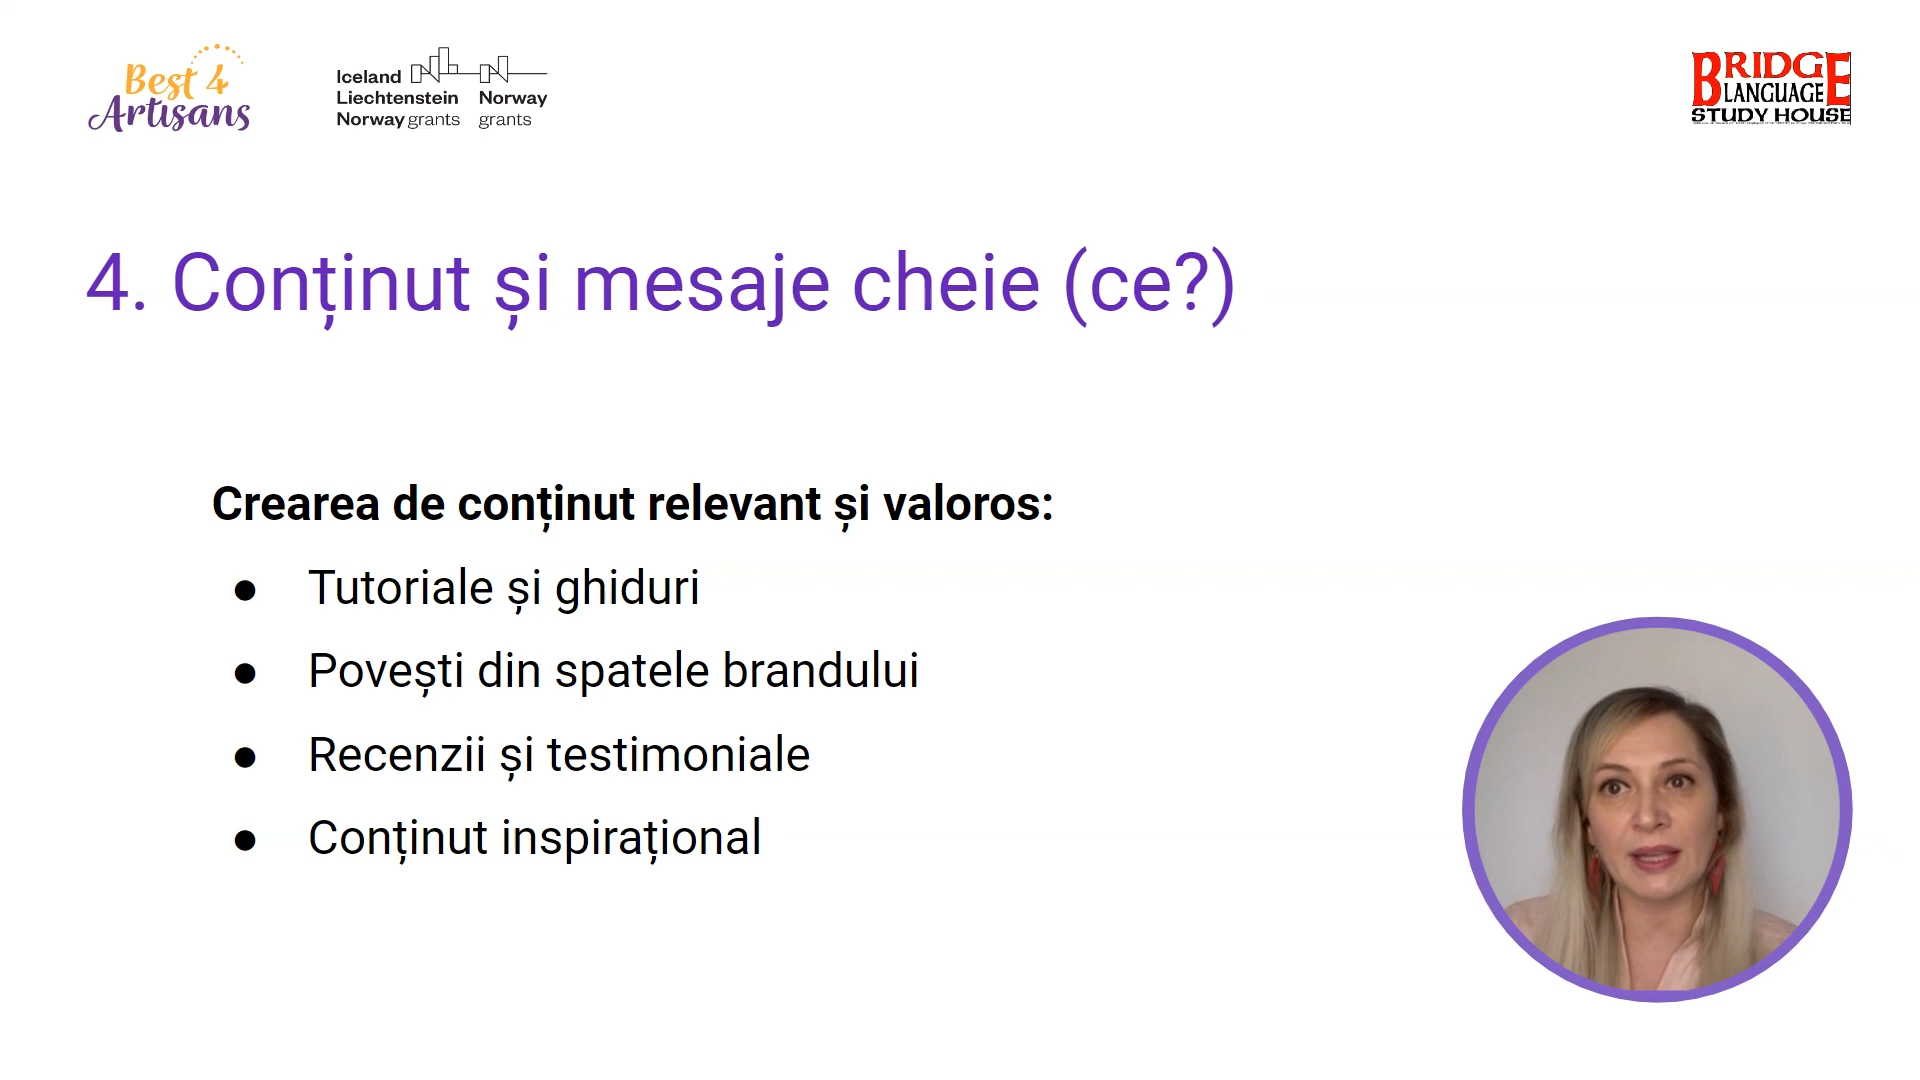 Best 4
Artisans
Iceland
Liechtenstein
Norway grants
Norway
grants
BRIDGE
LANGUAGE
STUDY HOUSE
4. Conținut și mesaje cheie (ce?)
Crearea de conținut relevant și valoros:
● Tutoriale și ghiduri
● Povești din spatele brandului
● Recenzii și testimoniale
● Conținut inspirațional